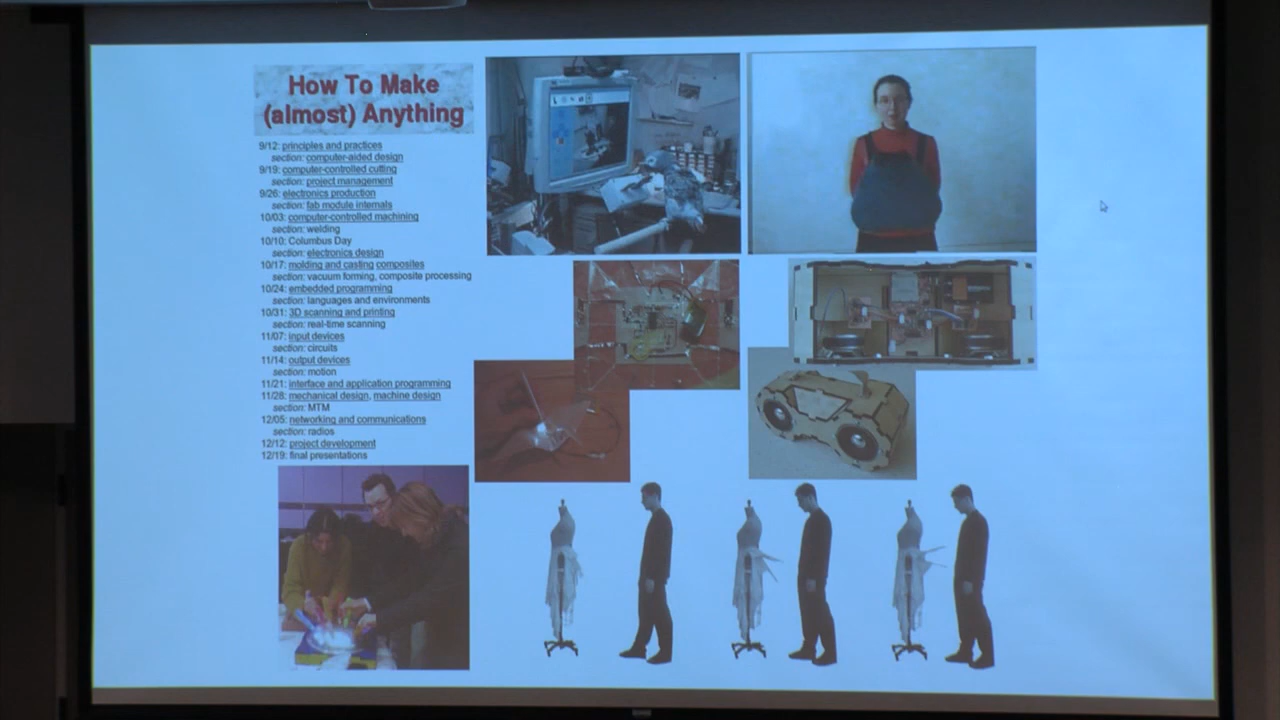 How To Make
(almost) Anything
9/12: principles and practices
section: computer-aided design
9/19: computer-controlled cutting
section: project management
9/26: electronics production
section: fab module internals
10/03: computer-controlled machining
section: welding
10/10: Columbus Day
section: electronics design
10/17: molding and casting composites
section: vacuum forming, composite processing
10/24: embedded programming
section: languages and environments
10/31: 3D scanning and printing
section: real-time scanning
11/07: input devices
section: circuits
11/14: output devices
section: motion
11/21: interface and application programming
11/28: mechanical design, machine design
section: MTM
12/05: networking and communications
section: radios
12/12: project development
12/19: final presentations